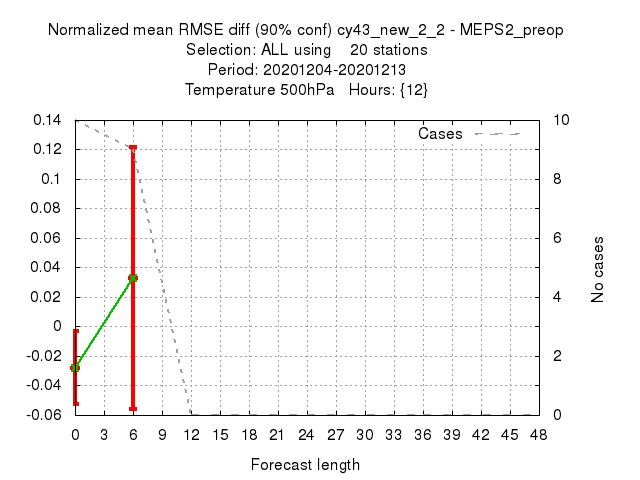 Normalized mean RMSE diff (90% conf) cy43_new_2_2 - MEPS2_preop
Selection: ALL using    20 stations
Period: 20201204-20201213
Temperature 500hPa   Hours: {12}
Cases
0.14
0.12
0.1
0.08
0.06
0.04
0.02
0
-0.02
-0.04
-0.06
10
8
6
4
2
0
No cases
0 3 6 9 12 15 18 21 24 27 30 33 36 39 42 45 48
Forecast length